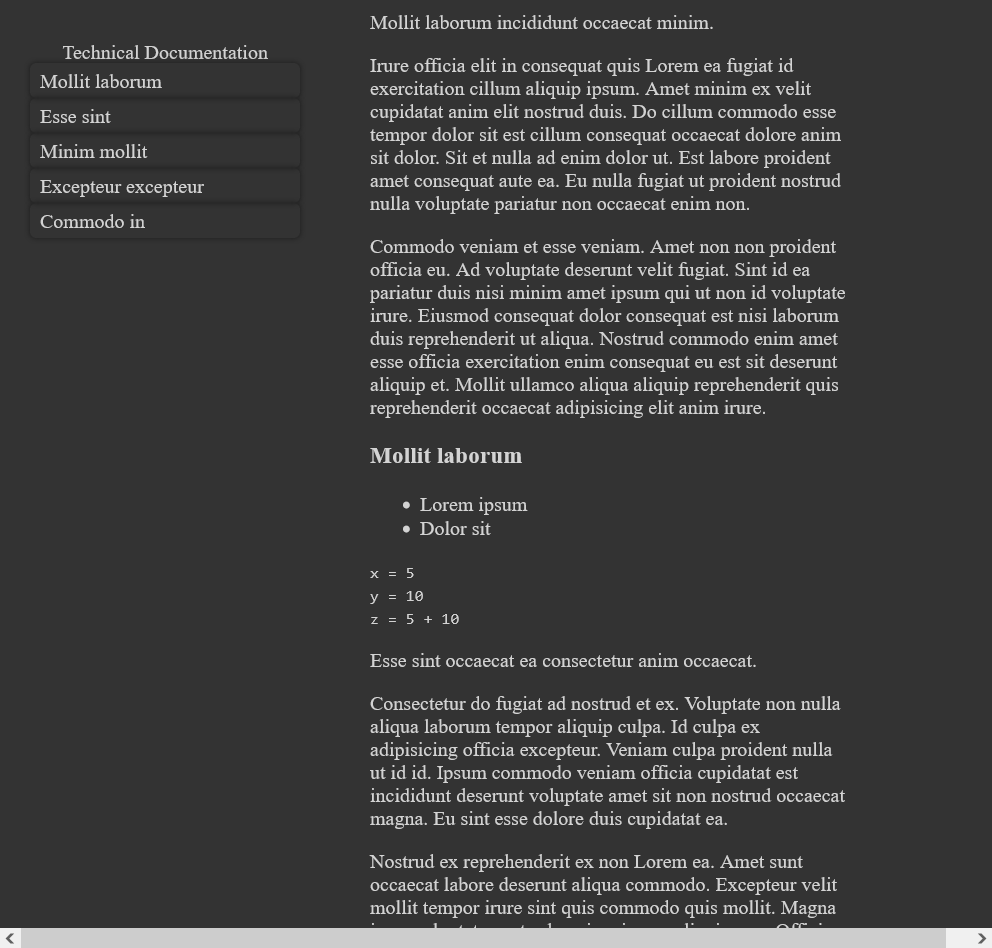 Technical Documentation
Mollit laborum
Esse sint
Minim mollit
Excepteur excepteur
Commodo in
Mollit laborum incididunt occaecat minim.
Irure officia elit in consequat quis Lorem ea fugiat id
exercitation cillum aliquip ipsum. Amet minim ex velit
cupidatat anim elit nostrud duis. Do cillum commodo esse
tempor dolor sit est cillum consequat occaecat dolore anim
sit dolor. Sit et nulla ad enim dolor ut. Est labore proident
amet consequat aute ea. Eu nulla fugiat ut proident nostrud
nulla voluptate pariatur non occaecat enim non.
Commodo veniam et esse veniam. Amet non non proident
officia eu. Ad voluptate deserunt velit fugiat. Sint id ea
pariatur duis nisi minim amet ipsum qui ut non id voluptate
irure. Eiusmod consequat dolor consequat est nisi laborum
duis reprehenderit ut aliqua. Nostrud commodo enim amet
esse officia exercitation enim consequat eu est sit deserunt
aliquip et. Mollit ullamco aliqua aliquip reprehenderit quis
reprehenderit occaecat adipisicing elit anim irure.
Mollit laborum
• Lorem ipsum
• Dolor sit
x = 5
y = 10
z = 5 + 10
Esse sint occaecat ea consectetur anim occaecat.
Consectetur do fugiat ad nostrud et ex. Voluptate non nulla
aliqua laborum tempor aliquip culpa. Id culpa ex
adipisicing officia excepteur. Veniam culpa proident nulla
ut id id. Ipsum commodo veniam officia cupidatat est
incididunt deserunt voluptate amet sit non nostrud occaecat
magna. Eu sint esse dolore duis cupidatat ea.
Nostrud ex reprehenderit ex non Lorem ea. Amet sunt
occaecat labore deserunt aliqua commodo. Excepteur velit
mollit tempor irure sint quis commodo quis mollit. Magna